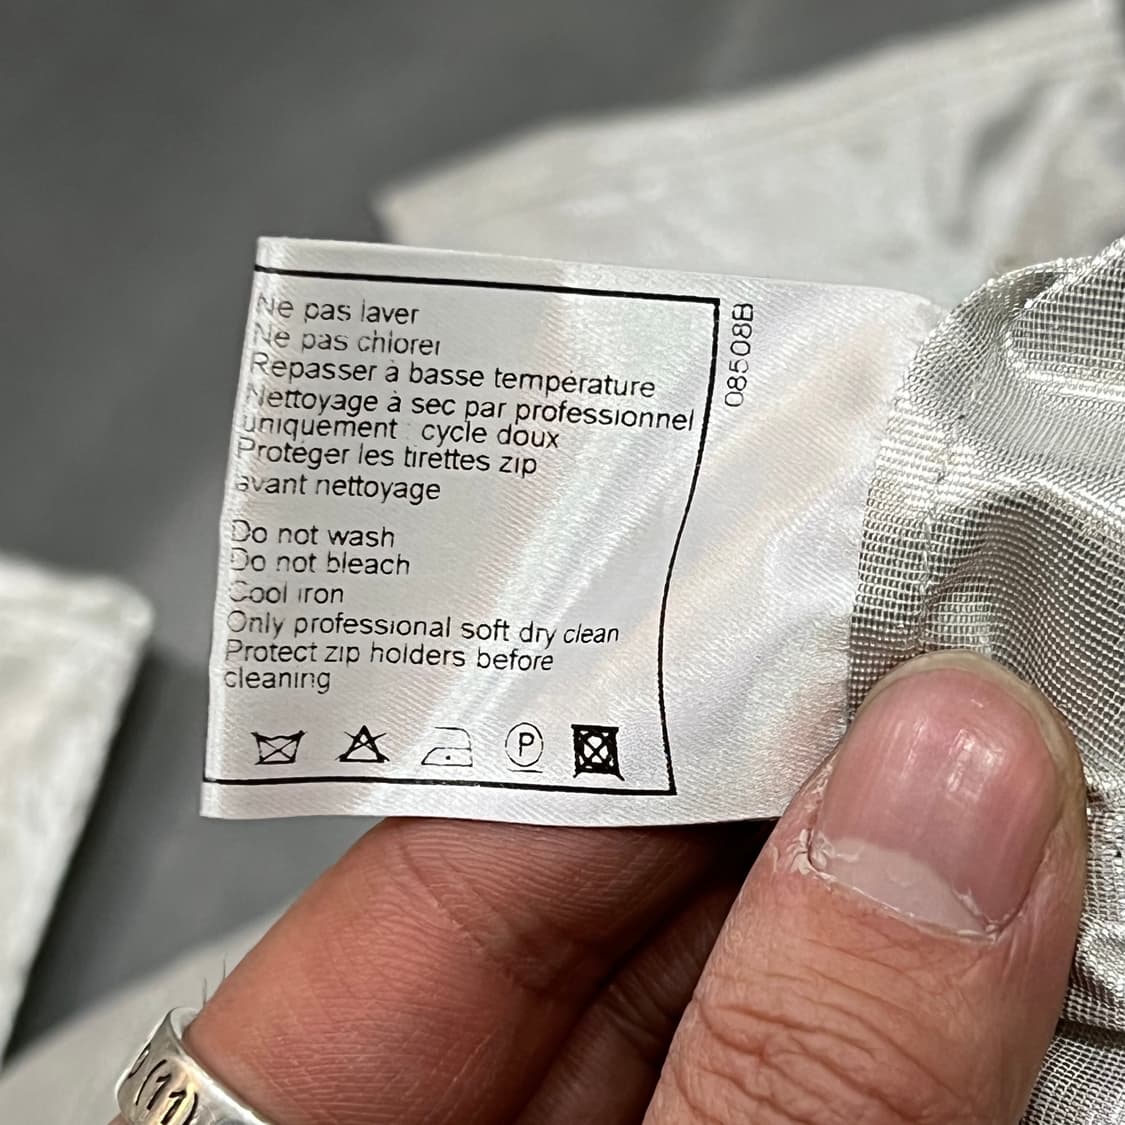 Ne pas laver
Ne pas chlorer
Repasser à basse température
Nettoyage à sec par professionnel
uniquement : cycle doux
Protéger les tirettes zip
avant nettoyage
Do not wash
Do not bleach
Cool iron
Only professional soft dry clean
Protect zip holders before
cleaning
P
08508B
(11)